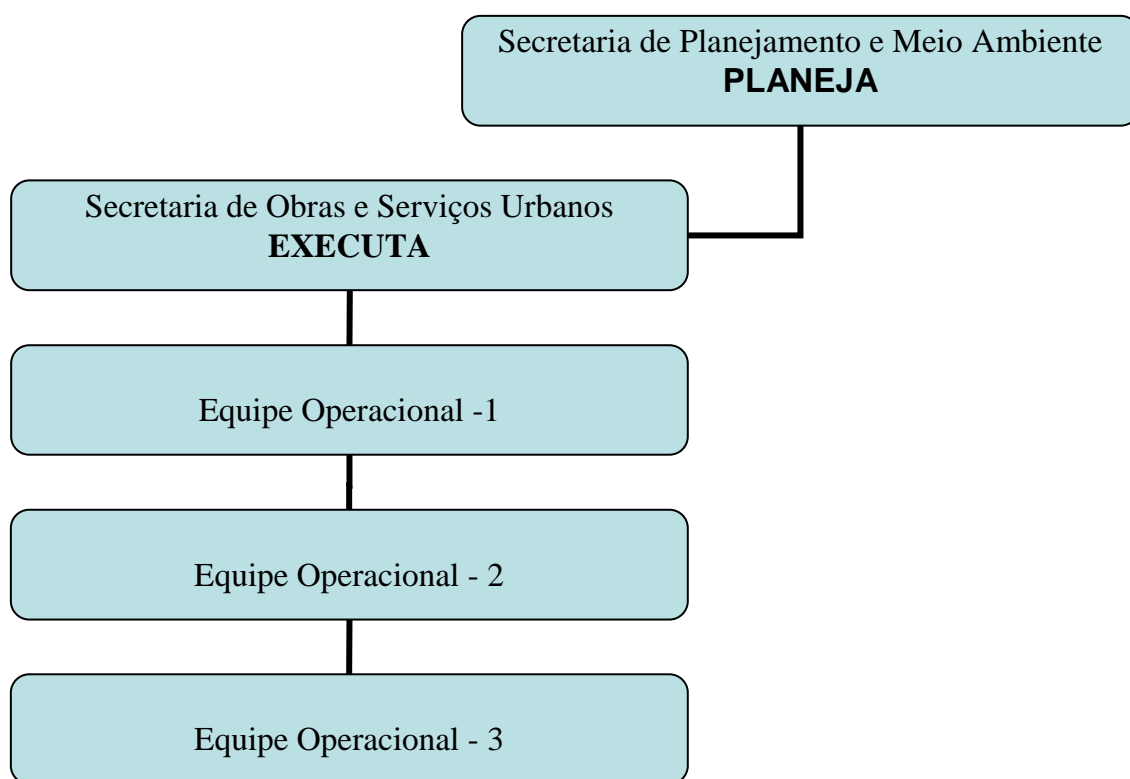 Secretaria de Planejamento e Meio Ambiente
PLANEJA
Secretaria de Obras e Serviços Urbanos
EXECUTA
Equipe Operacional -1
Equipe Operacional - 2
Equipe Operacional - 3